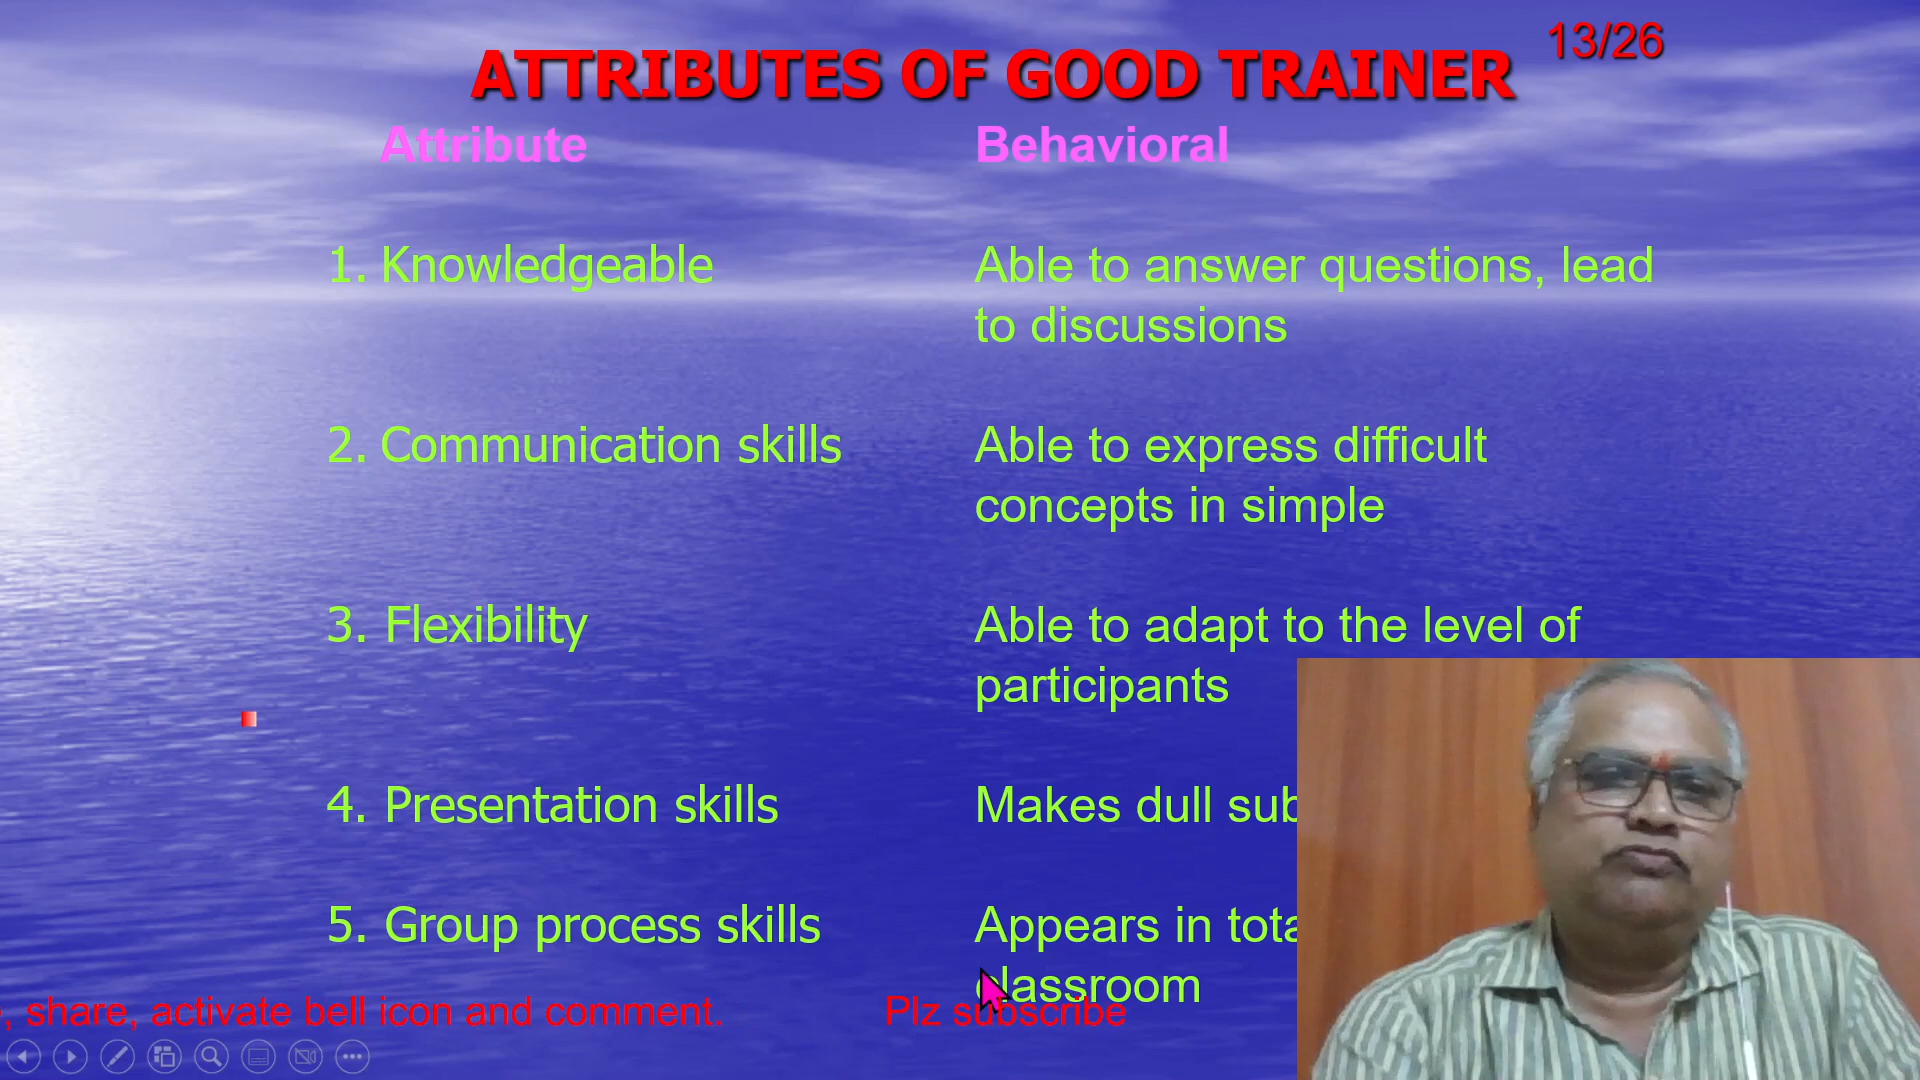 13/26
ATTRIBUTES OF GOOD TRAINER
Attribute Behavioral
1. Knowledgeable Able to answer questions, lead
to discussions
2. Communication skills Able to express difficult
concepts in simple
3. Flexibility Able to adapt to the level of
participants
4. Presentation skills Makes dull
5. Group process skills Appears in
classroom
, share, activate bell icon and comment. Plz subscribe